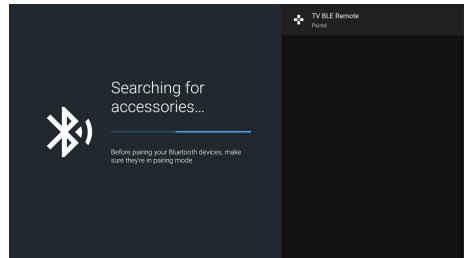 Searching for
accessories...
Before pairing your Bluetooth devices, make
sure they're in pairing mode
TV BLE Remote
Paired